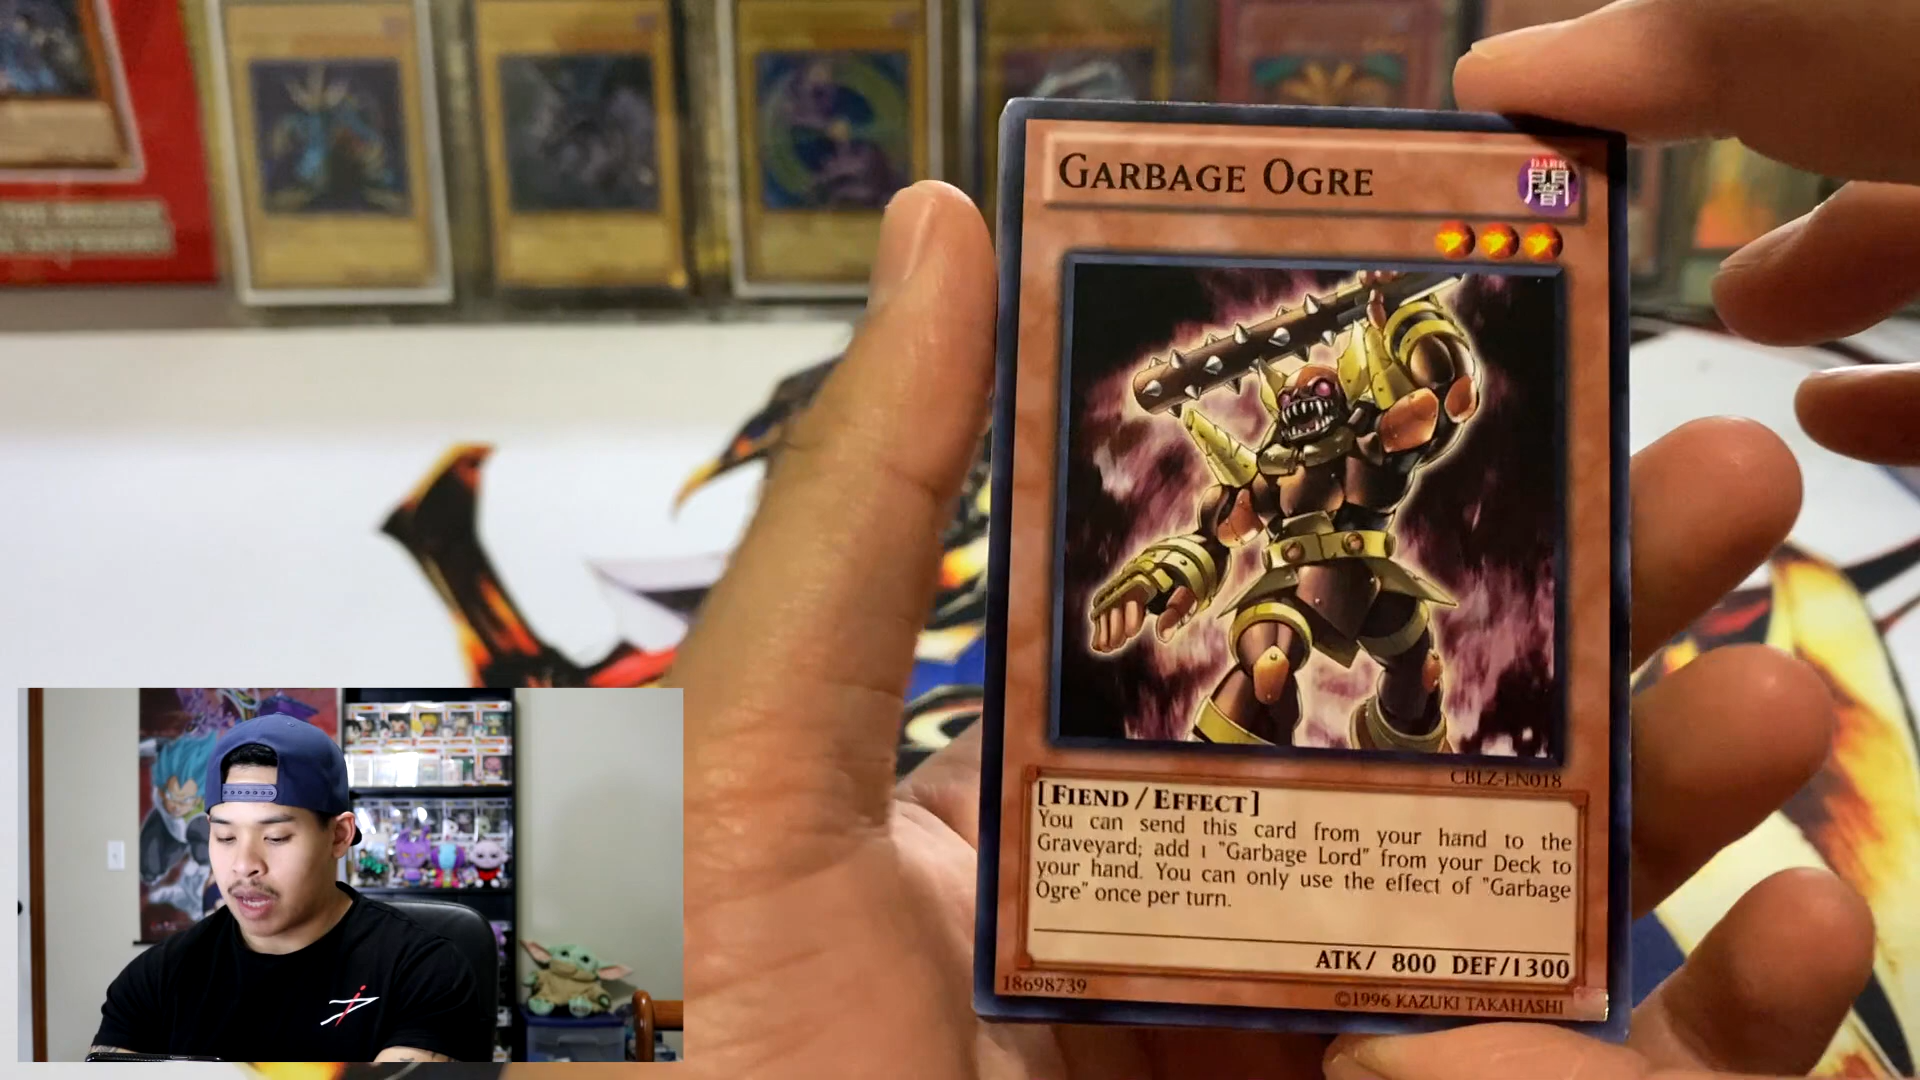 GARBAGE OGRE
DARK
闇
CBLZ-EN018
[FIEND / EFFECT]
You can send this card from your hand to the
Graveyard; add 1 "Garbage Lord" from your Deck to
your hand. You can only use the effect of "Garbage
Ogre" once per turn.
ATK/ 800 DEF/1300
18698739
©1996 KAZUKI TAKAHASHI